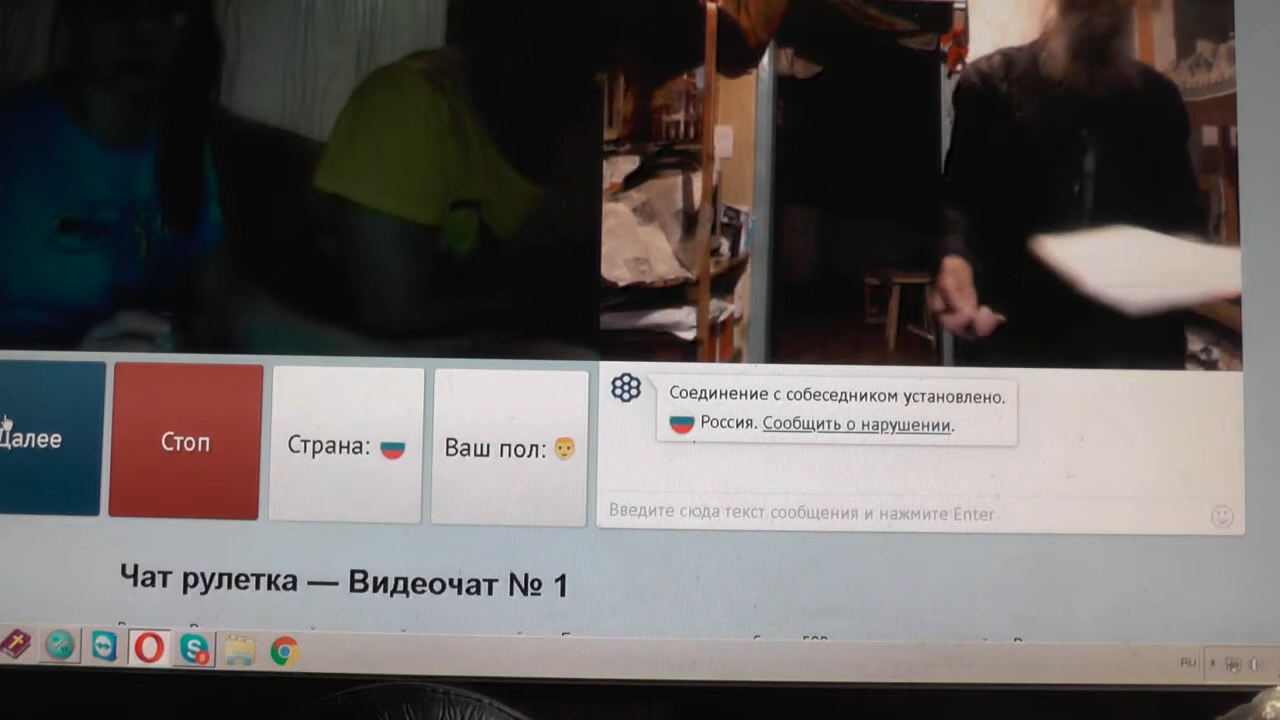 Соединение с собеседником установлено.
Россия. Сообщить о нарушении.
Далее
Стоп
Страна:
Ваш пол:
Введите сюда текст сообщения и нажмите Enter
Чат рулетка — Видеочат № 1
RU